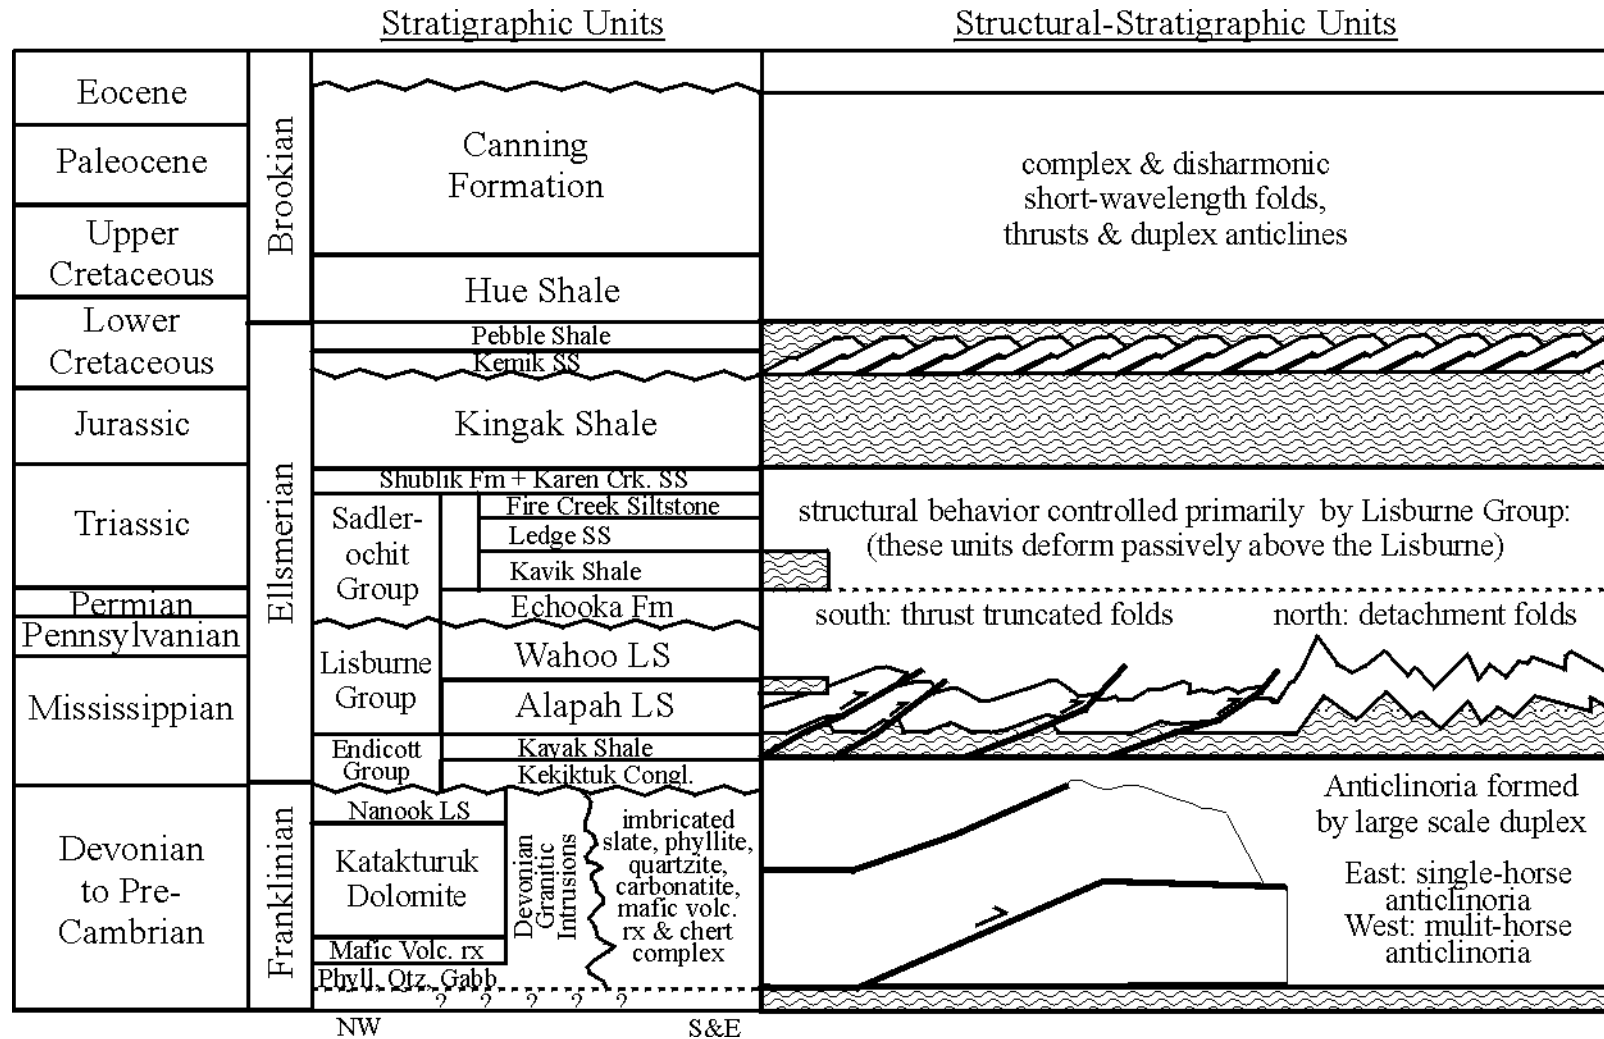 Stratigraphic Units
Structural-Stratigraphic Units
Eocene
Paleocene
Upper
Cretaceous
Lower
Cretaceous
Jurassic
Triassic
Permian
Pennsylvanian
Mississippian
Devonian
to Pre-
Cambrian
Brookian
Ellsmerian
Franklinian
Canning
Formation
Hue Shale
Pebble Shale
Kemik SS
Kingak Shale
Shublik Fm + Karen Crk. SS
Sadler-
ochit
Group
Fire Creek Siltstone
Ledge SS
Kavik Shale
Echooka Fm
Lisburne
Group
Wahoo LS
Alapah LS
Endicott
Group
Kayak Shale
Kekiktuk Congl.
Nanook LS
Katakturuk
Dolomite
Mafic Volc. rx
Phyll, Qtz, Gabb
Devonian
Granitic
Intrusions
imbricated
slate, phyllite,
quartzite,
carbonatite,
mafic volc.
rx & chert
complex
? ? ? ? ?
NW
S&E
complex & disharmonic
short-wavelength folds,
thrusts & duplex anticlines
structural behavior controlled primarily by Lisburne Group:
(these units deform passively above the Lisburne)
south: thrust truncated folds
north: detachment folds
Anticlinoria formed
by large scale duplex
East: single-horse
anticlinoria
West: mulit-horse
anticlinoria